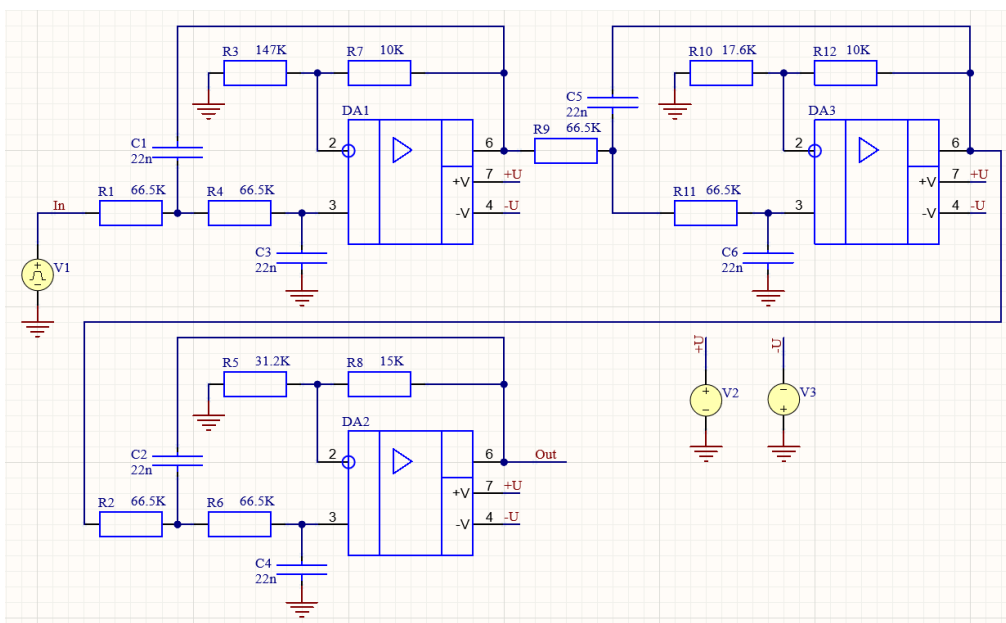 R3 147K R7 10K
R10 17.6K R12 10K
C5
22n
DA1
DA3
R9 66.5K
C1
22n
2
6
2
6
7 +U
+V
7 +U
+V
In
R1 66.5K
R4 66.5K
3
4 -U
-V
R11 66.5K
3
4 -U
-V
C3
22n
C6
22n
V1
+U
-U
R5 31.2K R8 15K
V2
V3
DA2
C2
22n
2
6
Out
7 +U
+V
R2 66.5K
R6 66.5K
3
4 -U
-V
C4
22n